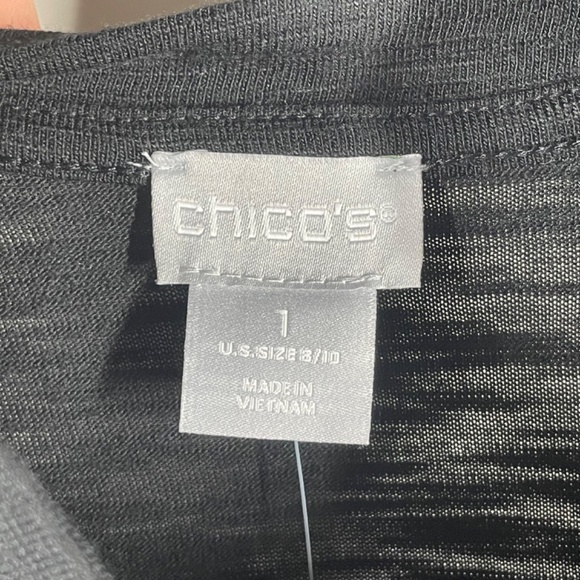 chico's®
1
U.S.SIZE 8/10
MADE IN
VIETNAM